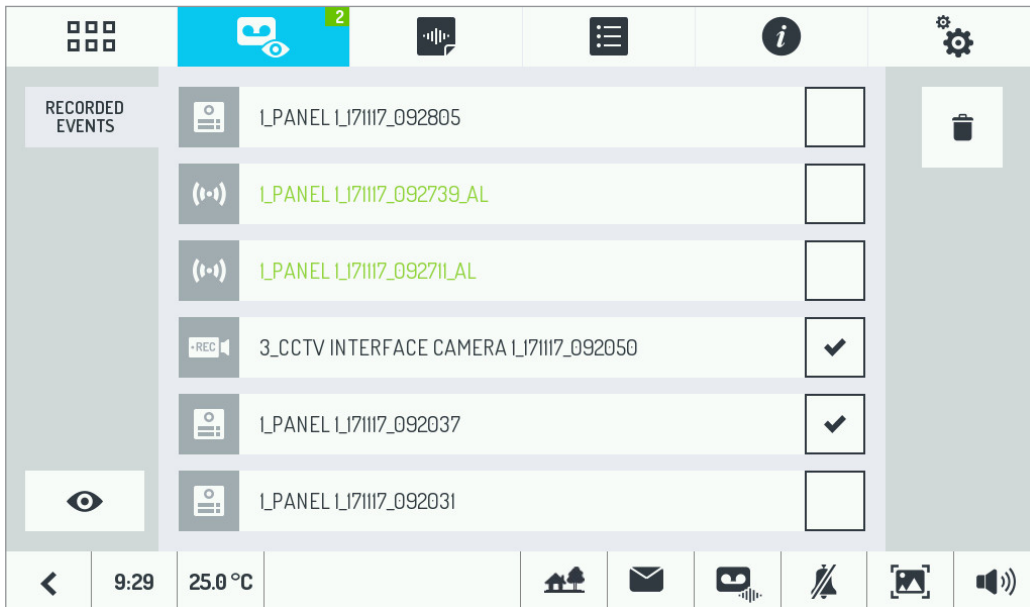 2
RECORDED
EVENTS
1_PANEL 1_171117_092805
1_PANEL 1_171117_092739_AL
1_PANEL 1_171117_092711_AL
•REC
3_CCTV INTERFACE CAMERA 1_171117_092050
1_PANEL 1_171117_092037
1_PANEL 1_171117_092031
9:29
25.0 °C